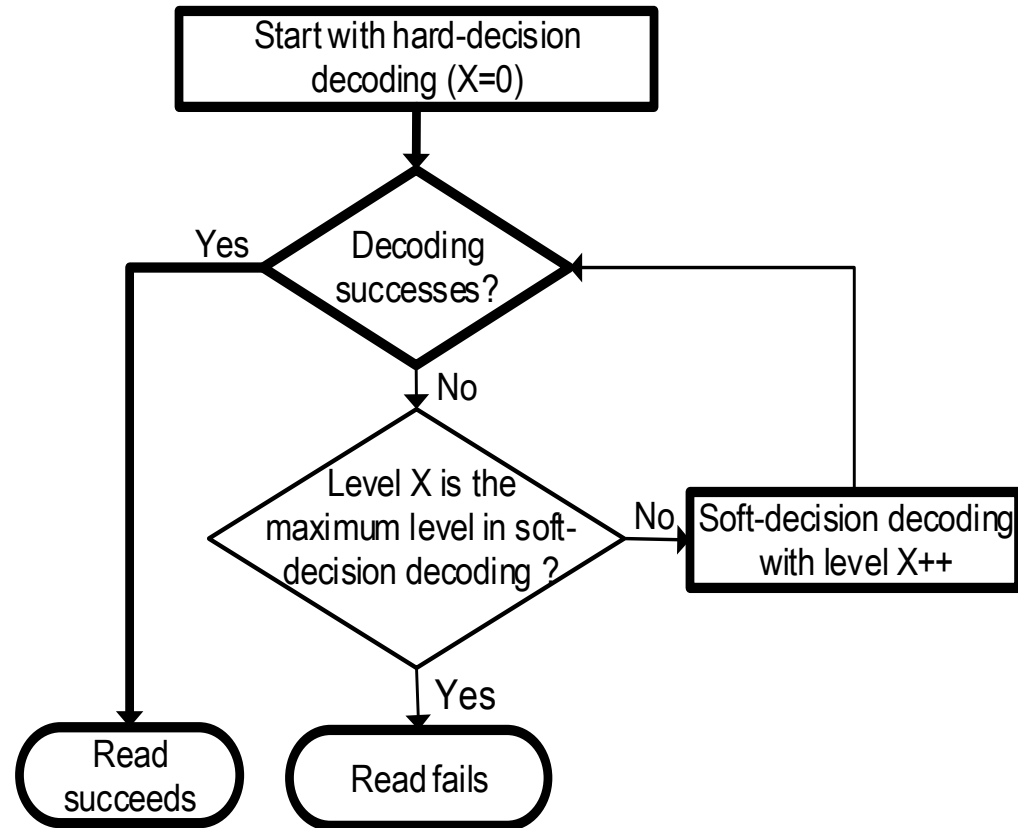 Start with hard-decision
decoding (X=0)
Yes
Decoding
successes?
No
Level X is the
maximum level in soft-
decision decoding ?
No
Soft-decision decoding
with level X++
Yes
Read
succeeds
Read fails